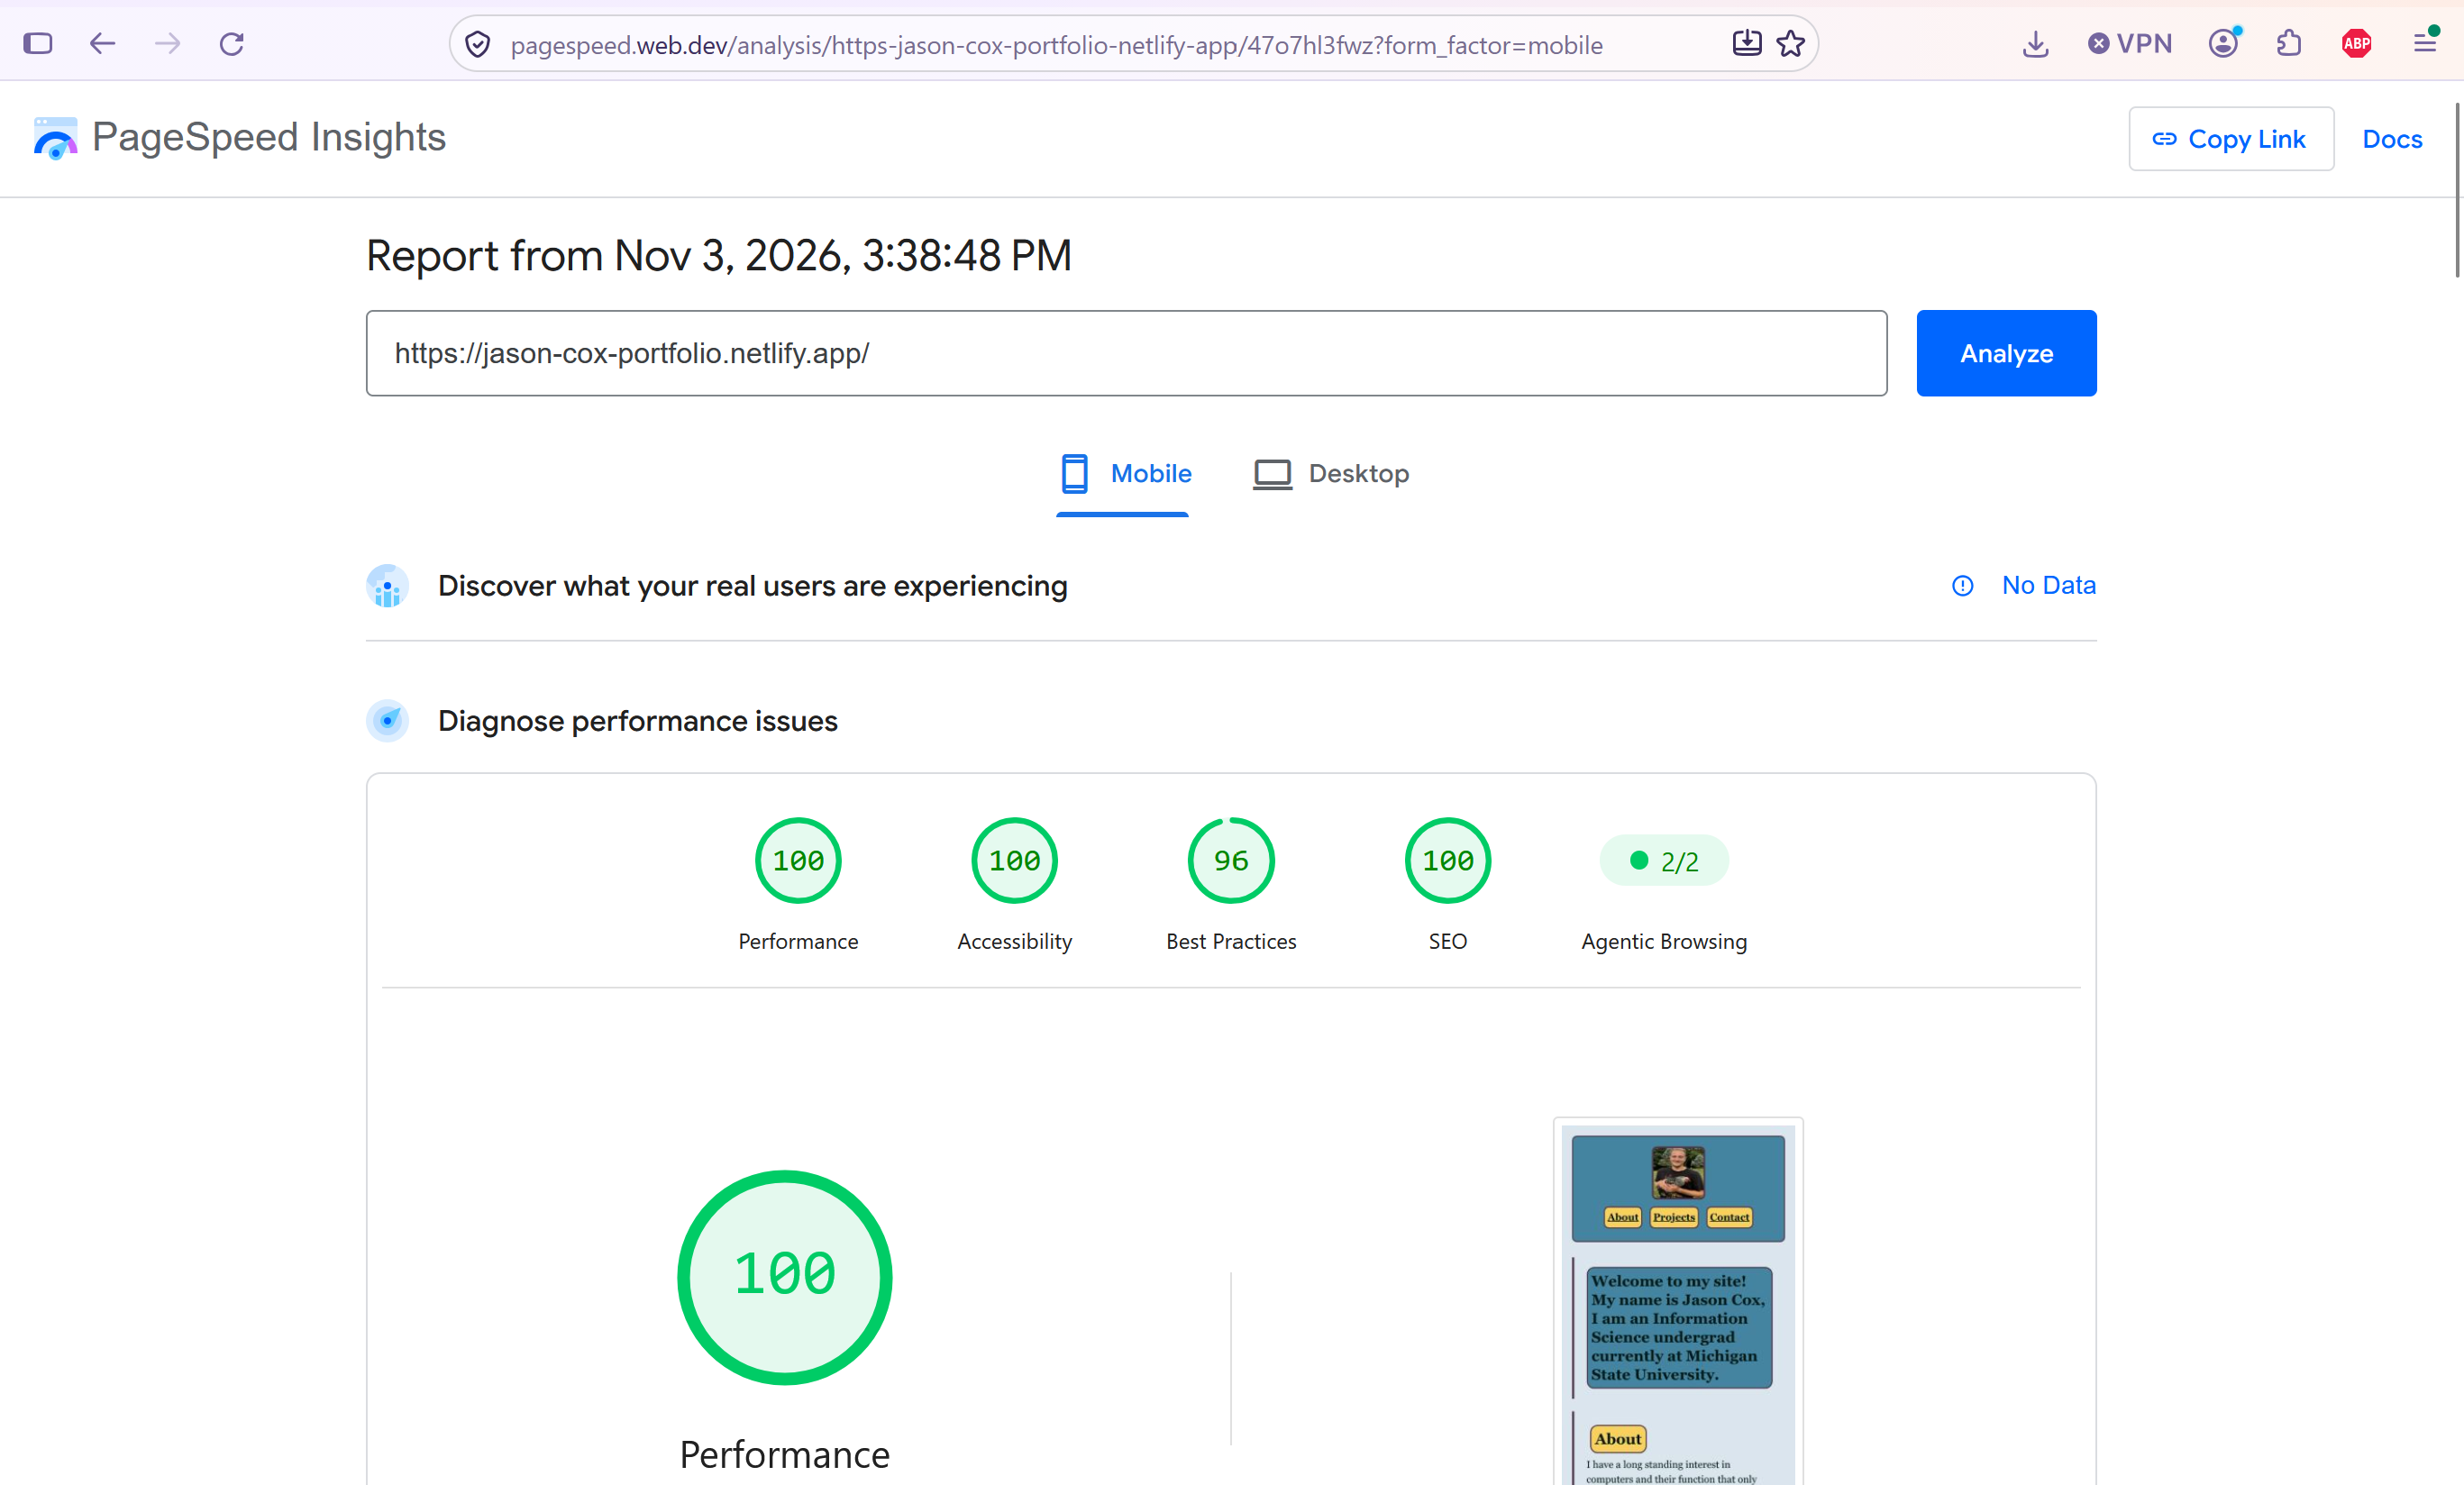 pagespeed.web.dev/analysis/https-jason-cox-portfolio-netlify-app/47o7hl3fwz?form_factor=mobile
VPN
ABP
PageSpeed Insights
Copy Link
Docs
Report from Nov 3, 2026, 3:38:48 PM
https://jason-cox-portfolio.netlify.app/
Analyze
Mobile
Desktop
Discover what your real users are experiencing
No Data
Diagnose performance issues
100
100
96
100
2/2
Performance
Accessibility
Best Practices
SEO
Agentic Browsing
100
Performance
About
Projects
Contact
Welcome to my site!
My name is Jason Cox,
I am an Information
Science undergrad
currently at Michigan
State University.
About
I have a long standing interest in
computers and their function that only